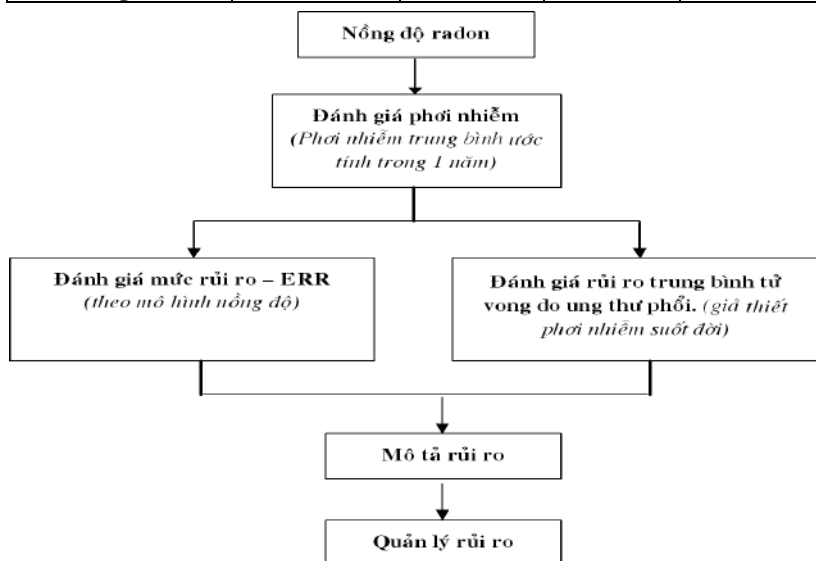 Nồng độ radon
Đánh giá phơi nhiễm
(Phơi nhiễm trung bình ước
tính trong 1 năm)
Đánh giá mức rủi ro – ERR
(theo mô hình nồng độ)
Đánh giá rủi ro trung bình tử
vong do ung thư phổi. (giả thiết
phơi nhiễm suốt đời)
Mô tả rủi ro
Quản lý rủi ro